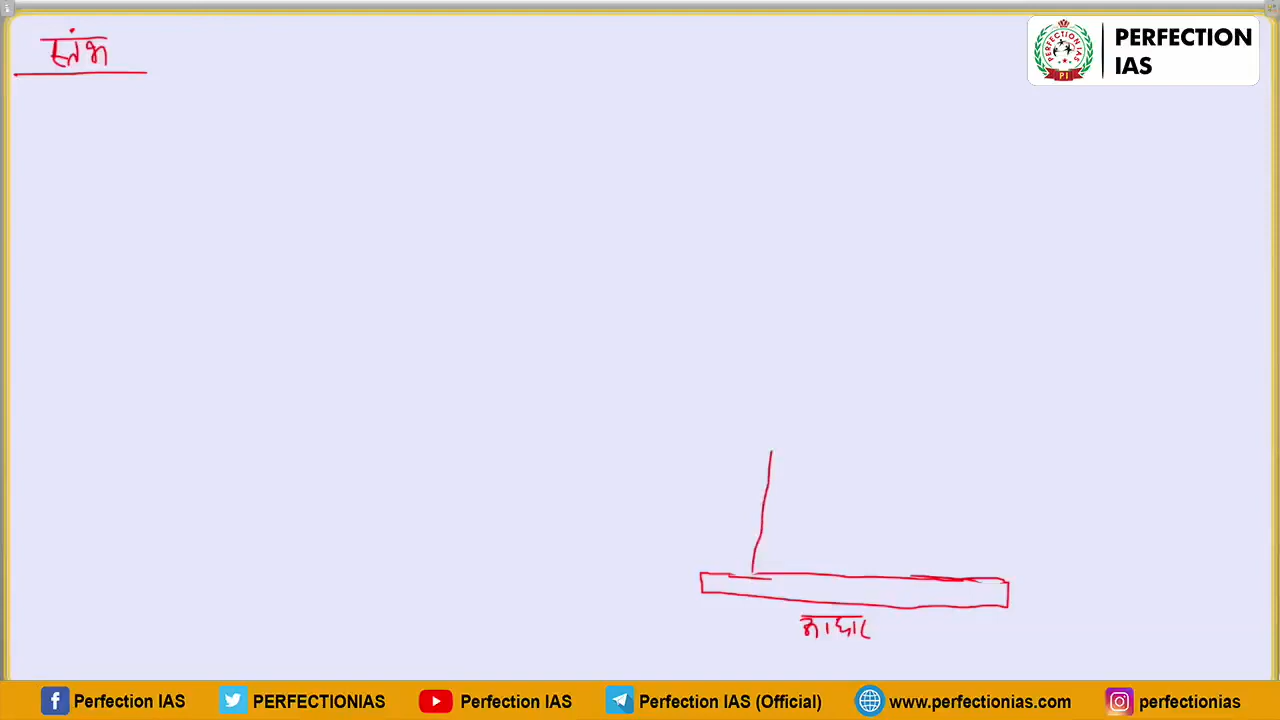 स्तंभ
PERFECTION
IAS
आधार
Perfection IAS
PERFECTIONIAS
Perfection IAS
Perfection IAS (Official)
www.perfectionias.com
perfectionias